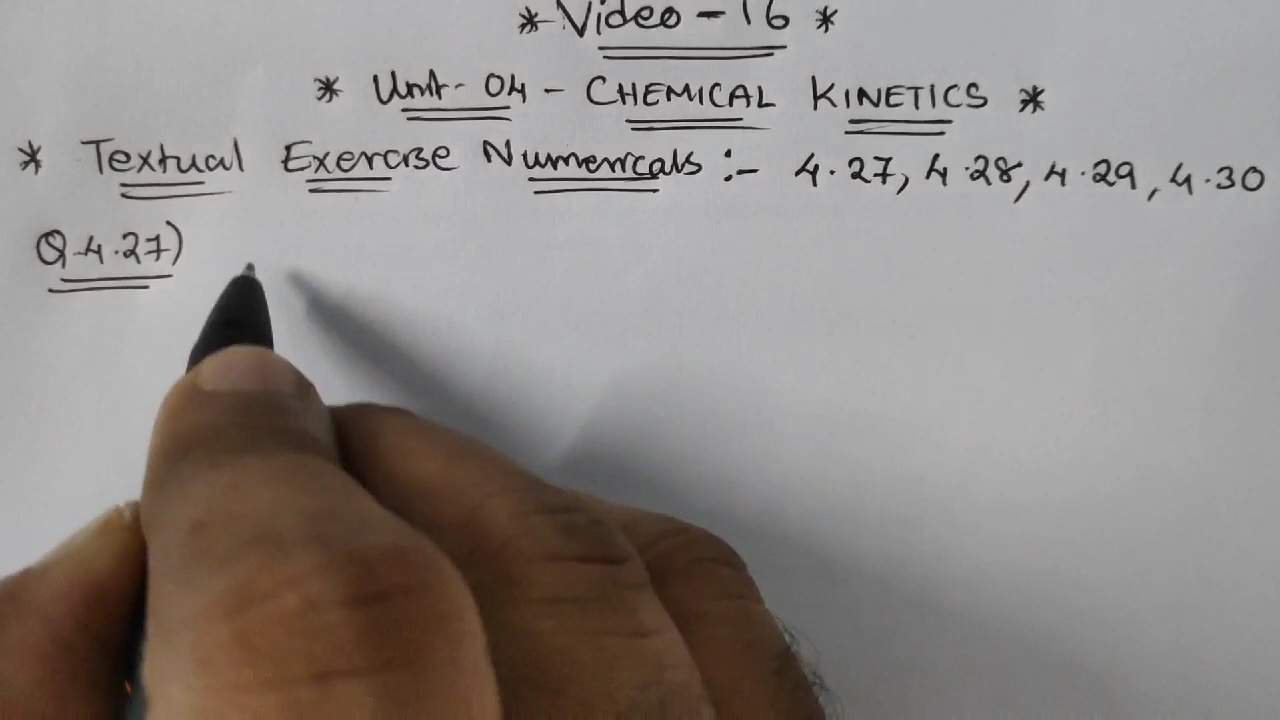 * Video - 16 *
* Unit - 04 - CHEMICAL KINETICS *
* Textual Exercise Numericals :- 4.27, 4.28, 4.29, 4.30
Q.4.27)